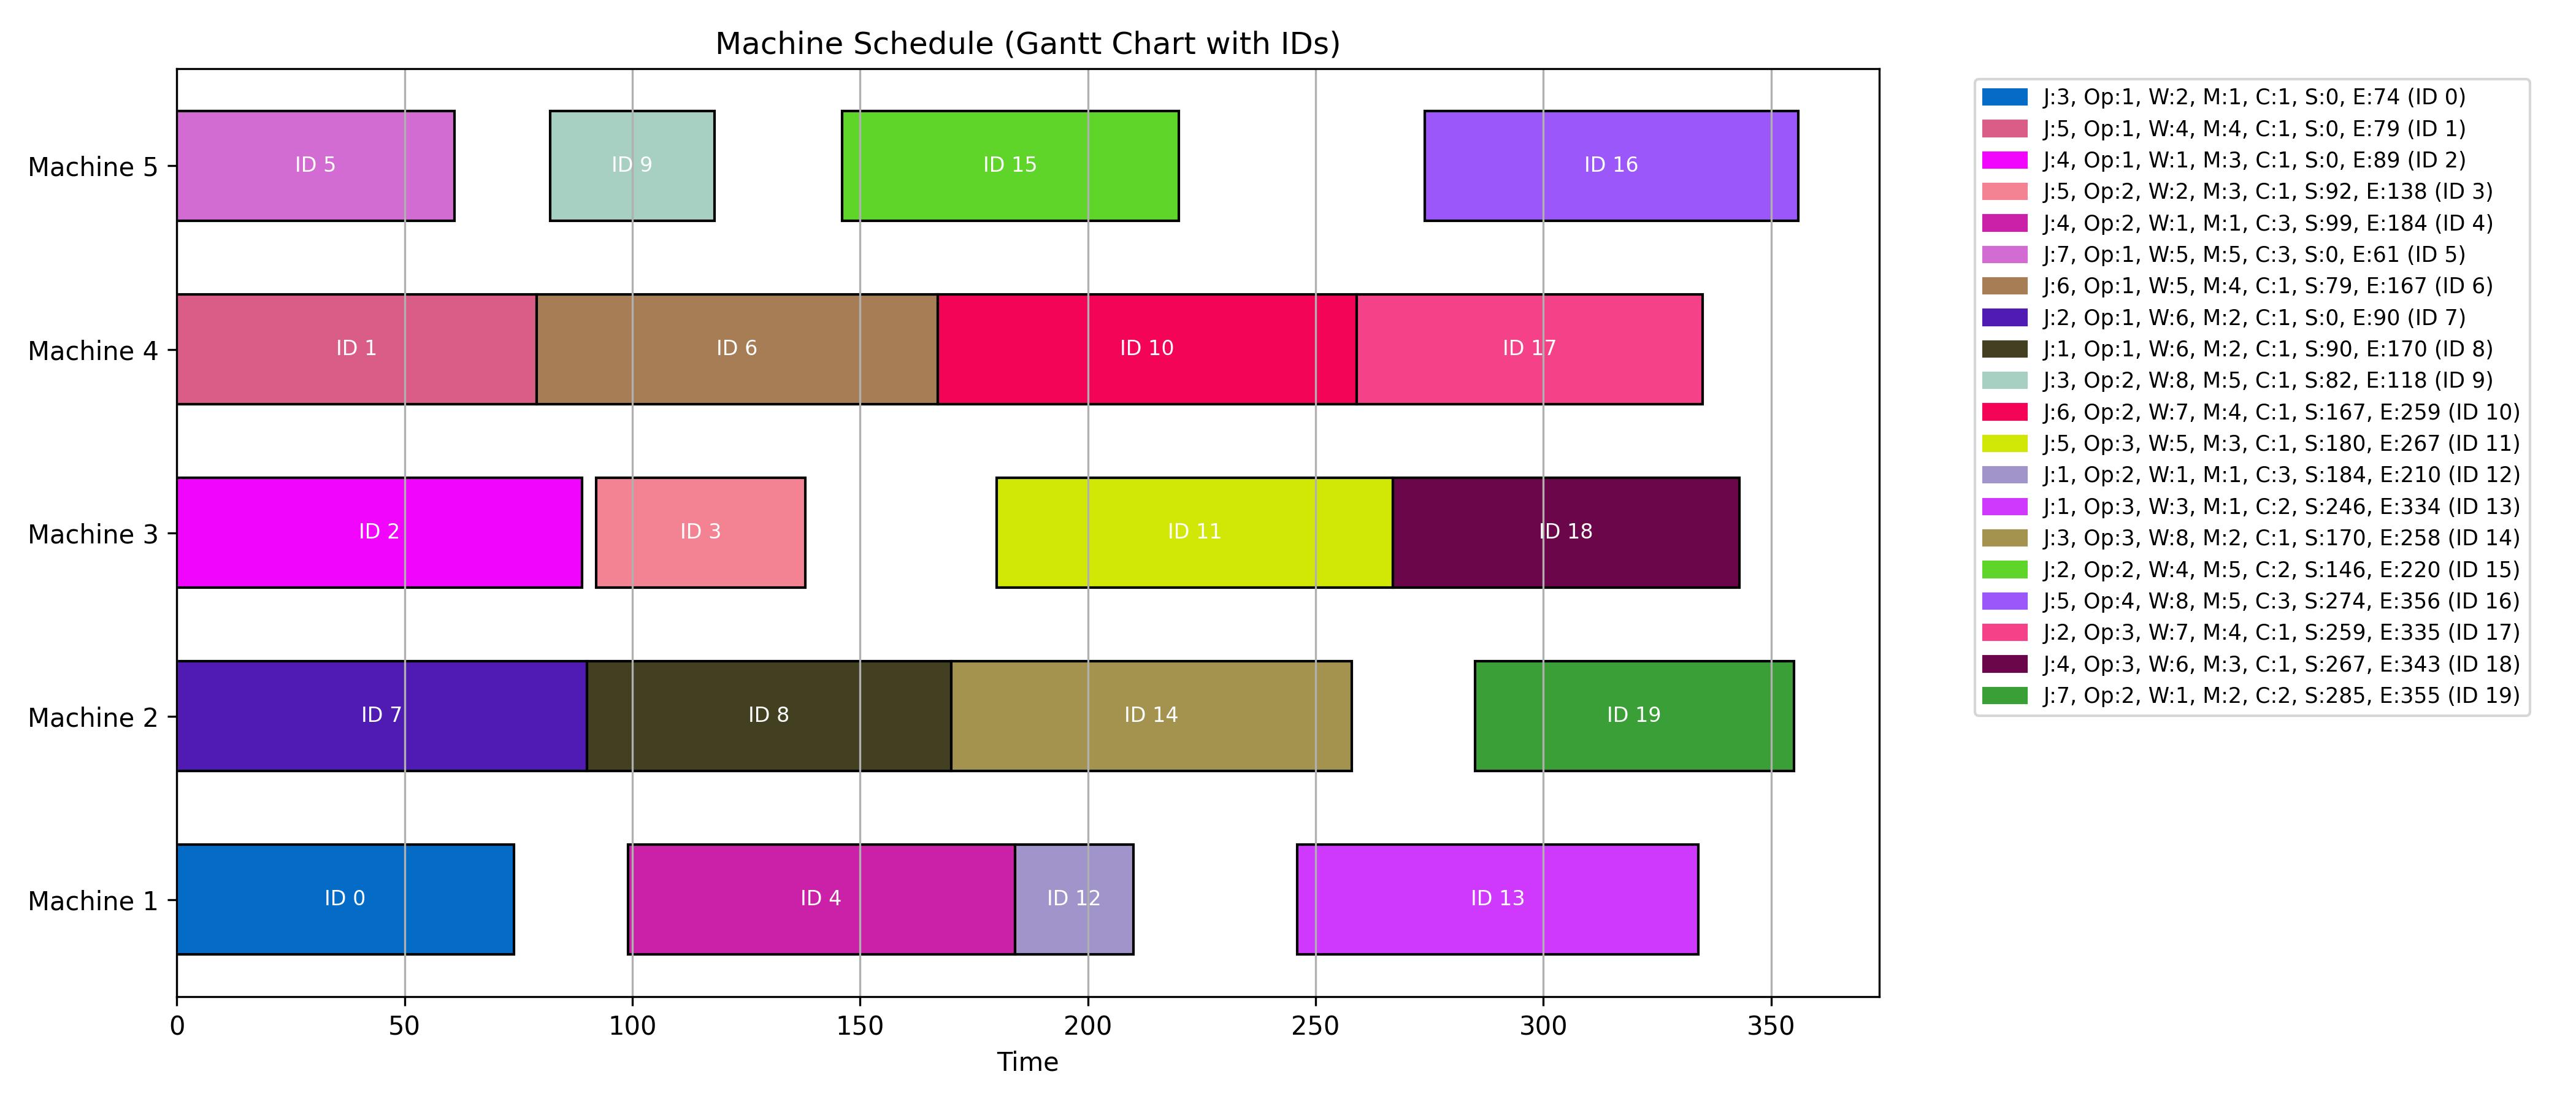 Machine Schedule (Gantt Chart with IDs)
Machine 5
ID 5
ID 9
ID 15
ID 16
Machine 4
ID 1
ID 6
ID 10
ID 17
Machine 3
ID 2
ID 3
ID 11
ID 18
Machine 2
ID 7
ID 8
ID 14
ID 19
Machine 1
ID 0
ID 4
ID 12
ID 13
0 50 100 150 200 250 300 350
Time
J:3, Op:1, W:2, M:1, C:1, S:0, E:74 (ID 0)
J:5, Op:1, W:4, M:4, C:1, S:0, E:79 (ID 1)
J:4, Op:1, W:1, M:3, C:1, S:0, E:89 (ID 2)
J:5, Op:2, W:2, M:3, C:1, S:92, E:138 (ID 3)
J:4, Op:2, W:1, M:1, C:3, S:99, E:184 (ID 4)
J:7, Op:1, W:5, M:5, C:3, S:0, E:61 (ID 5)
J:6, Op:1, W:5, M:4, C:1, S:79, E:167 (ID 6)
J:2, Op:1, W:6, M:2, C:1, S:0, E:90 (ID 7)
J:1, Op:1, W:6, M:2, C:1, S:90, E:170 (ID 8)
J:3, Op:2, W:8, M:5, C:1, S:82, E:118 (ID 9)
J:6, Op:2, W:7, M:4, C:1, S:167, E:259 (ID 10)
J:5, Op:3, W:5, M:3, C:1, S:180, E:267 (ID 11)
J:1, Op:2, W:1, M:1, C:3, S:184, E:210 (ID 12)
J:1, Op:3, W:3, M:1, C:2, S:246, E:334 (ID 13)
J:3, Op:3, W:8, M:2, C:1, S:170, E:258 (ID 14)
J:2, Op:2, W:4, M:5, C:2, S:146, E:220 (ID 15)
J:5, Op:4, W:8, M:5, C:3, S:274, E:356 (ID 16)
J:2, Op:3, W:7, M:4, C:1, S:259, E:335 (ID 17)
J:4, Op:3, W:6, M:3, C:1, S:267, E:343 (ID 18)
J:7, Op:2, W:1, M:2, C:2, S:285, E:355 (ID 19)